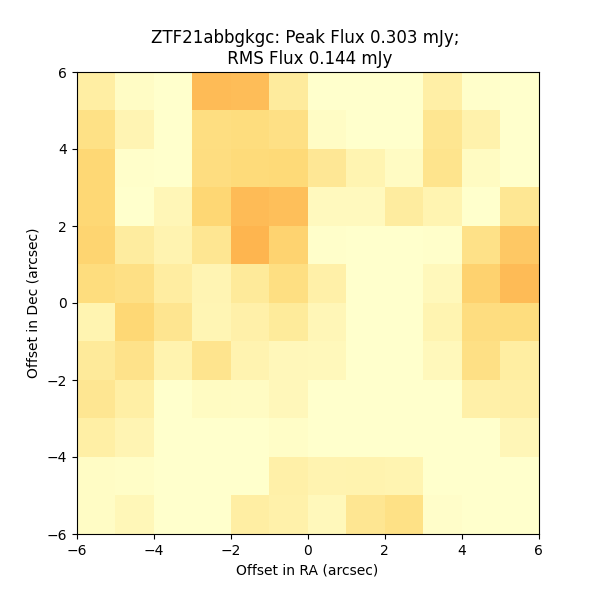 ZTF21abbgkgc: Peak Flux 0.303 mJy;
RMS Flux 0.144 mJy
6
4
2
0
−2
−4
−6
Offset in Dec (arcsec)
−6 −4 −2 0 2 4 6
Offset in RA (arcsec)